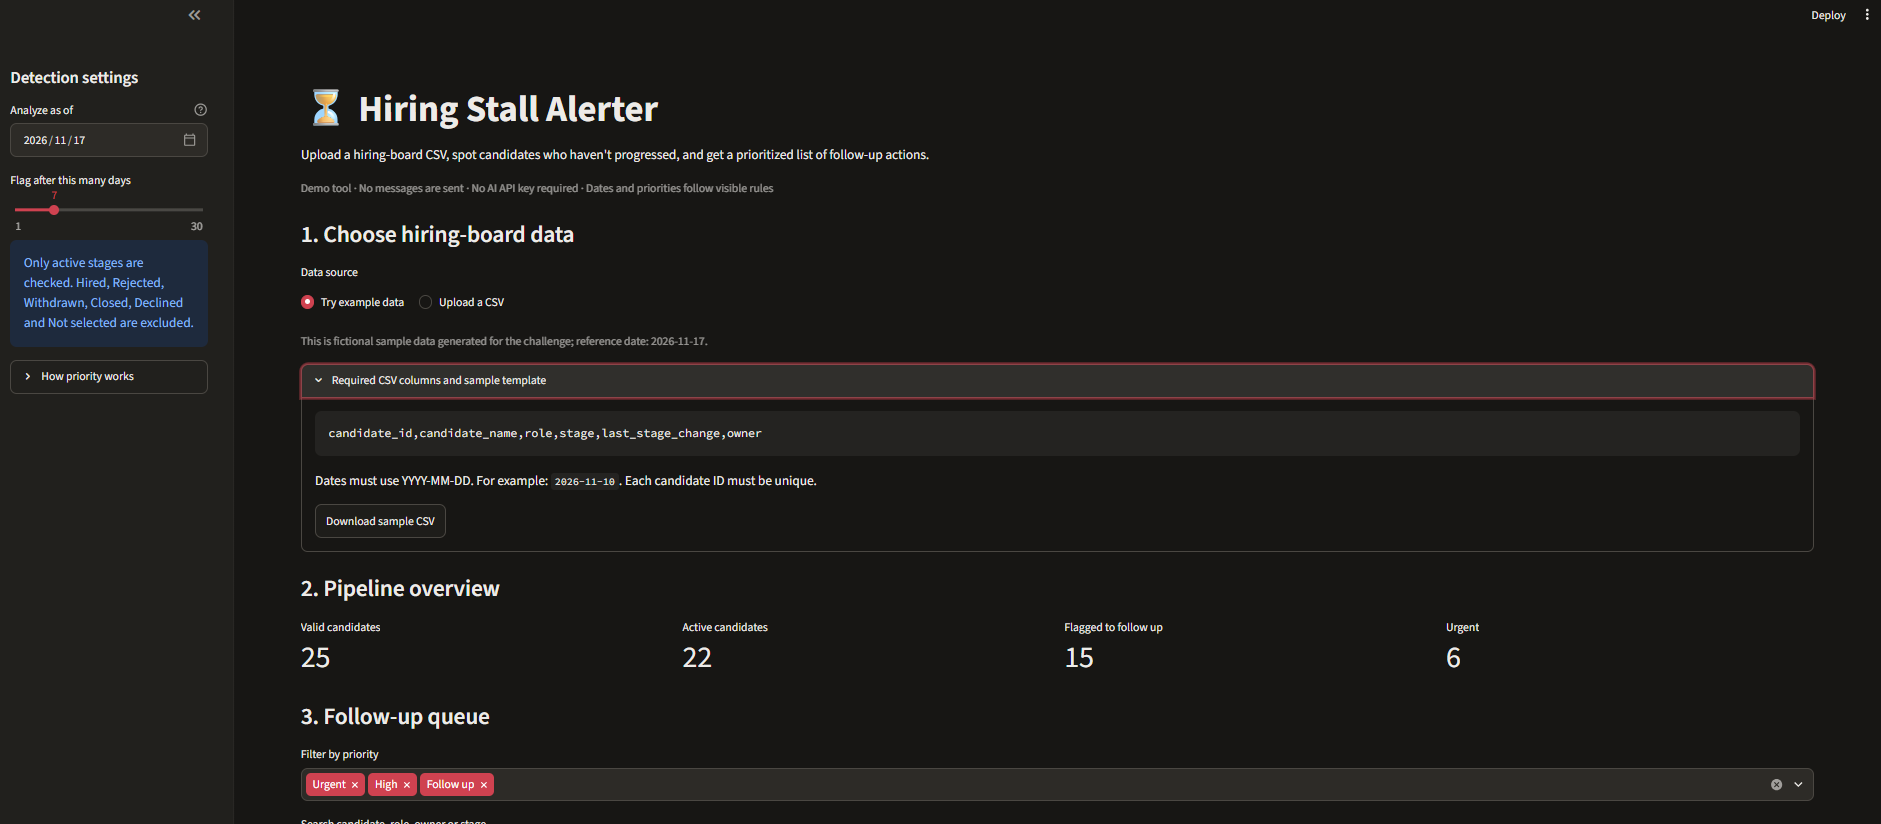 Deploy
Detection settings
Analyze as of
2026/11/17
Flag after this many days
7
1
30
Only active stages are
checked. Hired, Rejected,
Withdrawn, Closed, Declined
and Not selected are excluded.
How priority works
⏳ Hiring Stall Alerter
Upload a hiring-board CSV, spot candidates who haven't progressed, and get a prioritized list of follow-up actions.
Demo tool · No messages are sent · No AI API key required · Dates and priorities follow visible rules
1. Choose hiring-board data
Data source
Try example data
Upload a CSV
This is fictional sample data generated for the challenge; reference date: 2026-11-17.
Required CSV columns and sample template
candidate_id,candidate_name,role,stage,last_stage_change,owner
Dates must use YYYY-MM-DD. For example: 2026-11-10. Each candidate ID must be unique.
Download sample CSV
2. Pipeline overview
Valid candidates
25
Active candidates
22
Flagged to follow up
15
Urgent
6
3. Follow-up queue
Filter by priority
Urgent ×
High ×
Follow up ×
Search candidate, role, owner or stage